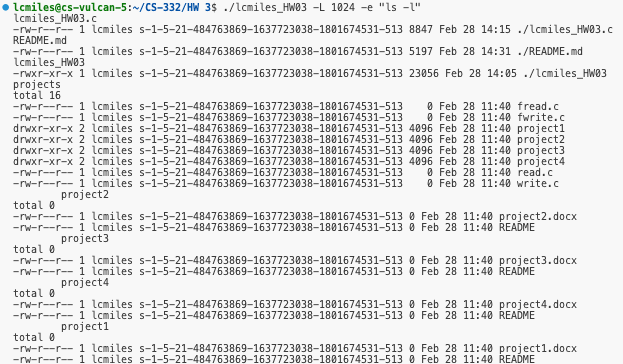 lcmiles@cs-vulcan-5:~/CS-332/HW 3$ ./lcmiles_HW03 -L 1024 -e "ls -l"
lcmiles_HW03.c
-rw-r--r-- 1 lcmiles s-1-5-21-484763869-1637723038-1801674531-513 8847 Feb 28 14:15 ./lcmiles_HW03.c
README.md
-rw-r--r-- 1 lcmiles s-1-5-21-484763869-1637723038-1801674531-513 5197 Feb 28 14:31 ./README.md
lcmiles_HW03
-rwxr-xr-x 1 lcmiles s-1-5-21-484763869-1637723038-1801674531-513 23056 Feb 28 14:05 ./lcmiles_HW03
projects
total 16
-rw-r--r-- 1 lcmiles s-1-5-21-484763869-1637723038-1801674531-513    0 Feb 28 11:40 fread.c
-rw-r--r-- 1 lcmiles s-1-5-21-484763869-1637723038-1801674531-513    0 Feb 28 11:40 fwrite.c
drwxr-xr-x 2 lcmiles s-1-5-21-484763869-1637723038-1801674531-513 4096 Feb 28 11:40 project1
drwxr-xr-x 2 lcmiles s-1-5-21-484763869-1637723038-1801674531-513 4096 Feb 28 11:40 project2
drwxr-xr-x 2 lcmiles s-1-5-21-484763869-1637723038-1801674531-513 4096 Feb 28 11:40 project3
drwxr-xr-x 2 lcmiles s-1-5-21-484763869-1637723038-1801674531-513 4096 Feb 28 11:40 project4
-rw-r--r-- 1 lcmiles s-1-5-21-484763869-1637723038-1801674531-513    0 Feb 28 11:40 read.c
-rw-r--r-- 1 lcmiles s-1-5-21-484763869-1637723038-1801674531-513    0 Feb 28 11:40 write.c
        project2
total 0
-rw-r--r-- 1 lcmiles s-1-5-21-484763869-1637723038-1801674531-513 0 Feb 28 11:40 project2.docx
-rw-r--r-- 1 lcmiles s-1-5-21-484763869-1637723038-1801674531-513 0 Feb 28 11:40 README
        project3
total 0
-rw-r--r-- 1 lcmiles s-1-5-21-484763869-1637723038-1801674531-513 0 Feb 28 11:40 project3.docx
-rw-r--r-- 1 lcmiles s-1-5-21-484763869-1637723038-1801674531-513 0 Feb 28 11:40 README
        project4
total 0
-rw-r--r-- 1 lcmiles s-1-5-21-484763869-1637723038-1801674531-513 0 Feb 28 11:40 project4.docx
-rw-r--r-- 1 lcmiles s-1-5-21-484763869-1637723038-1801674531-513 0 Feb 28 11:40 README
        project1
total 0
-rw-r--r-- 1 lcmiles s-1-5-21-484763869-1637723038-1801674531-513 0 Feb 28 11:40 project1.docx
-rw-r--r-- 1 lcmiles s-1-5-21-484763869-1637723038-1801674531-513 0 Feb 28 11:40 README